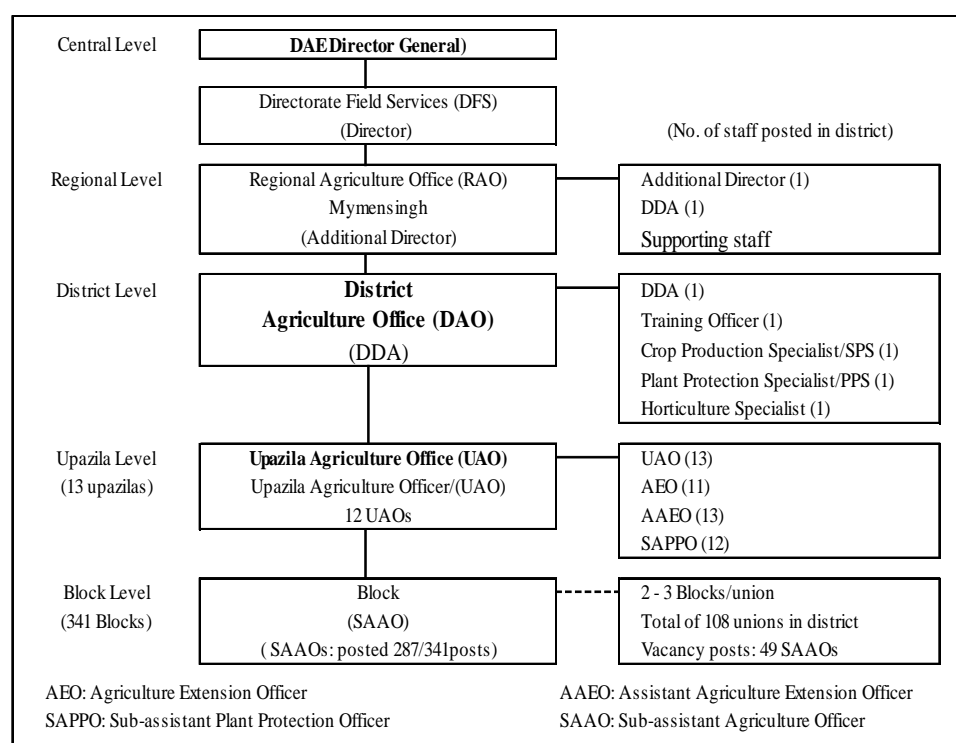 Central Level
DAE Director General)
Directorate Field Services (DFS)
(Director)
(No. of staff posted in district)
Regional Level
Regional Agriculture Office (RAO)
Mymensingh
(Additional Director)
Additional Director (1)
DDA (1)
Supporting staff
District Level
District
Agriculture Office (DAO)
(DDA)
DDA (1)
Training Officer (1)
Crop Production Specialist/SPS (1)
Plant Protection Specialist/PPS (1)
Horticulture Specialist (1)
Upazila Level
(13 upazilas)
Upazila Agriculture Office (UAO)
Upazila Agriculture Officer/(UAO)
12 UAOs
UAO (13)
AEO (11)
AAEO (13)
SAPPO (12)
Block Level
(341 Blocks)
Block
(SAAO)
( SAAOs: posted 287/341posts)
2 - 3 Blocks/union
Total of 108 unions in district
Vacancy posts: 49 SAAOs
AEO: Agriculture Extension Officer
AAEO: Assistant Agriculture Extension Officer
SAPPO: Sub-assistant Plant Protection Officer
SAAO: Sub-assistant Agriculture Officer